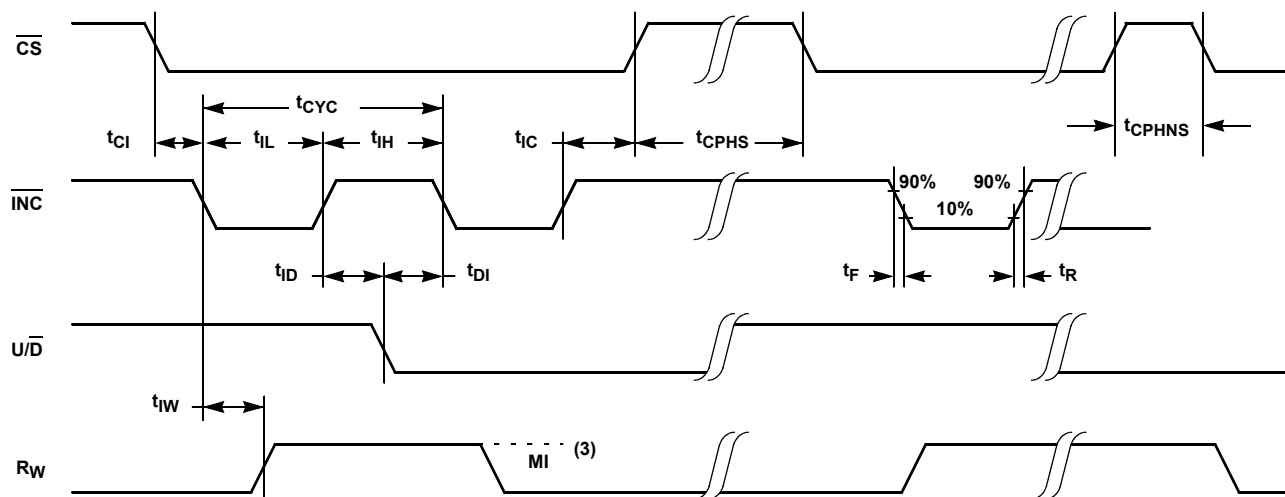 CS
tCYC
tCI tIL tIH tIC tCPHS tCPHNS
INC
90% 90%
10%
tID tDI tF tR
U/D
tIW
RW
MI (3)